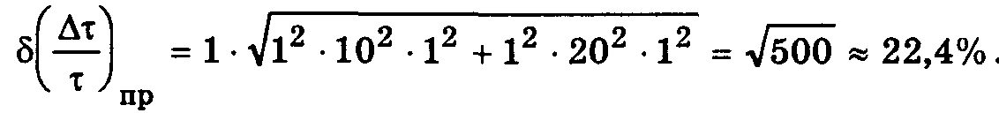 δ(Δτ/τ)пр = 1 · √(1² · 10² · 1² + 1² · 20² · 1²) = √500 ≈ 22,4% .